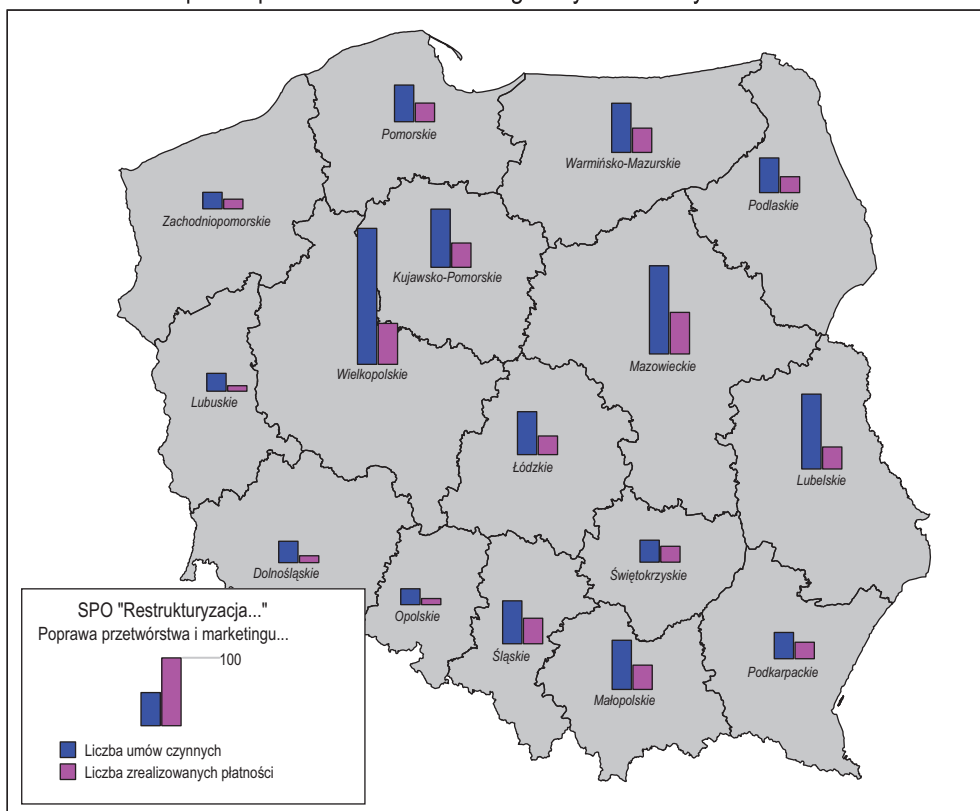 Pomorskie
Warmińsko-Mazurskie
Podlaskie
Zachodniopomorskie
Kujawsko-Pomorskie
Mazowieckie
Wielkopolskie
Lubuskie
Łódzkie
Lubelskie
Dolnośląskie
Świętokrzyskie
Opolskie
Śląskie
Małopolskie
Podkarpackie
SPO "Restrukturyzacja..."
Poprawa przetwórstwa i marketingu...
100
Liczba umów czynnych
Liczba zrealizowanych płatności